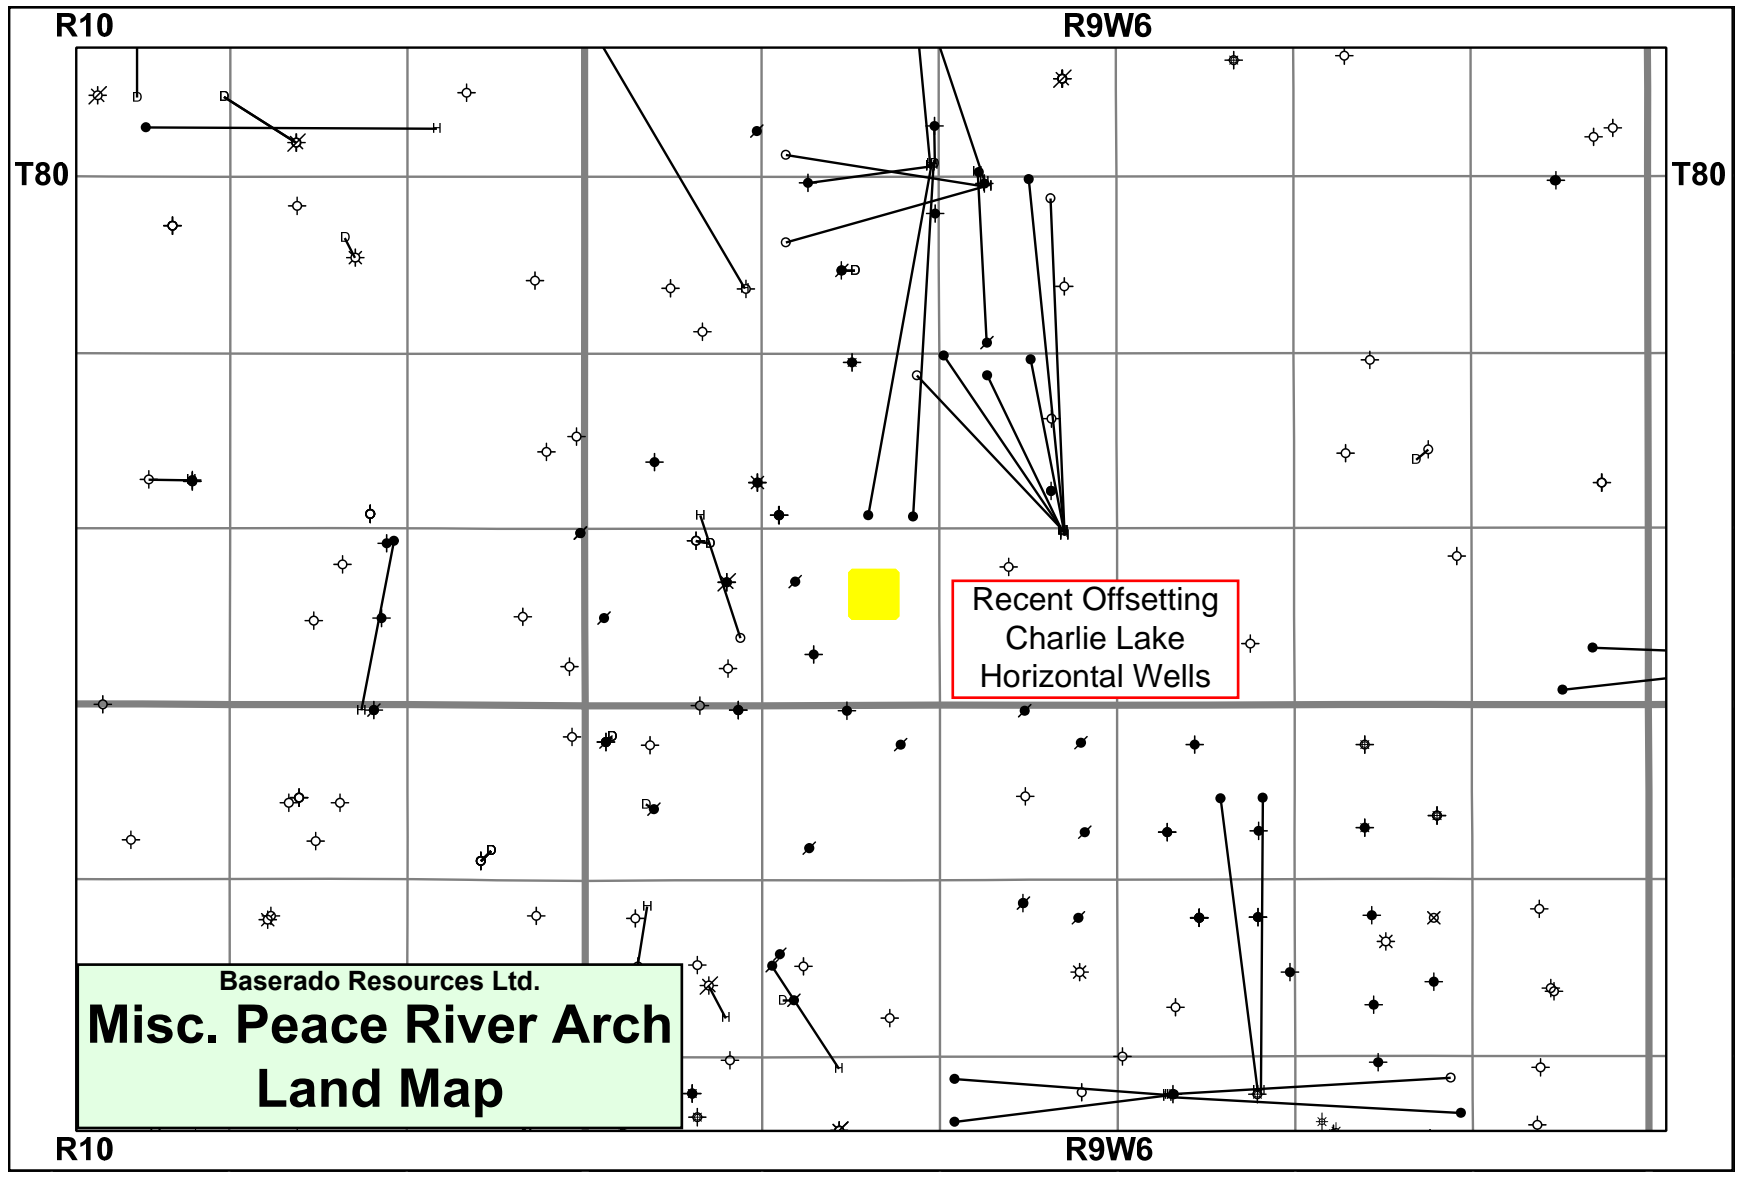 R10 R9W6
T80 T80
Recent Offsetting
Charlie Lake
Horizontal Wells
Baserado Resources Ltd.
Misc. Peace River Arch
Land Map
R10 R9W6